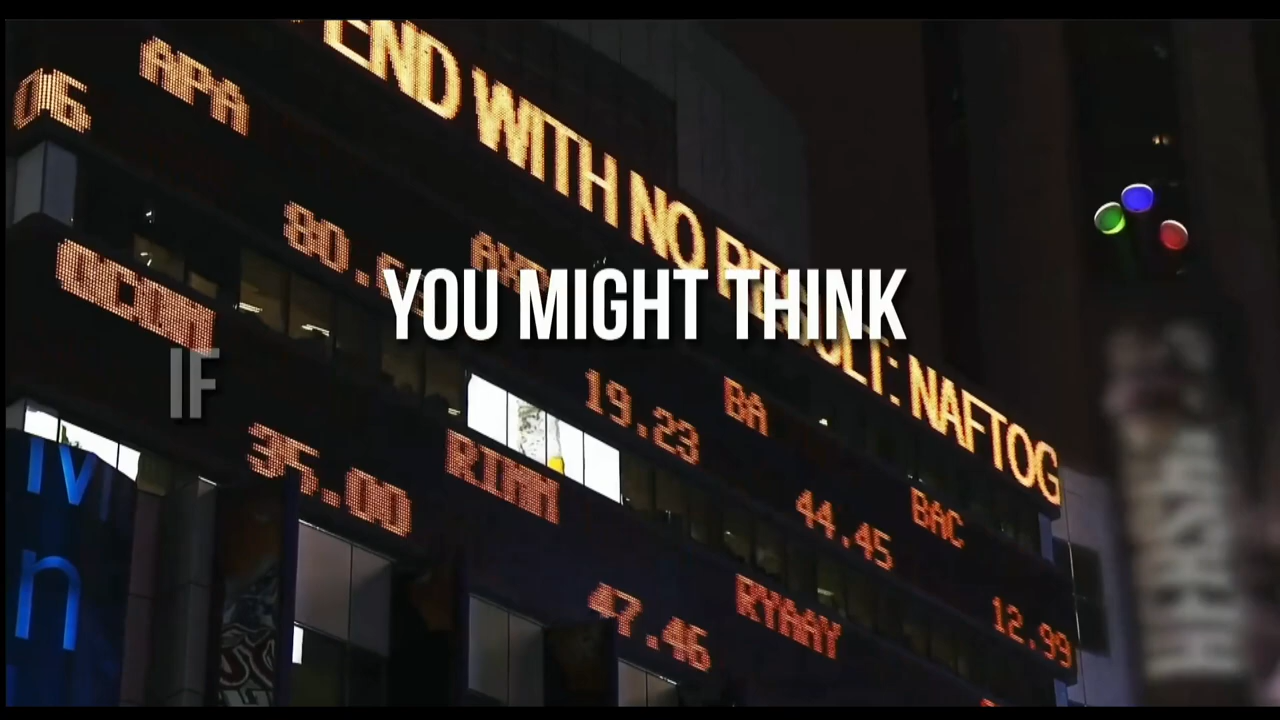 END WITH NO RESULT: NAFTOG
APA
YOU MIGHT THINK
IF
19.23
BA
35.00
RIMM
44.45
BAC
47.46
RYAAY
12.99
n